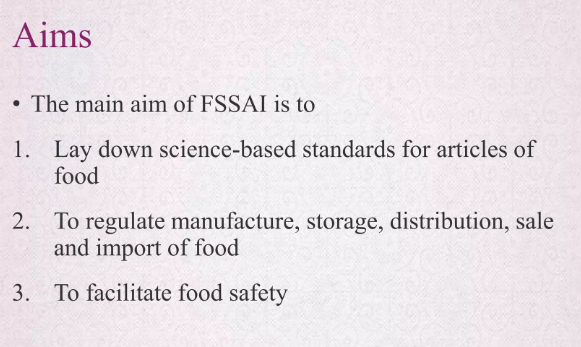 Aims
• The main aim of FSSAI is to
1. Lay down science-based standards for articles of
food
2. To regulate manufacture, storage, distribution, sale
and import of food
3. To facilitate food safety